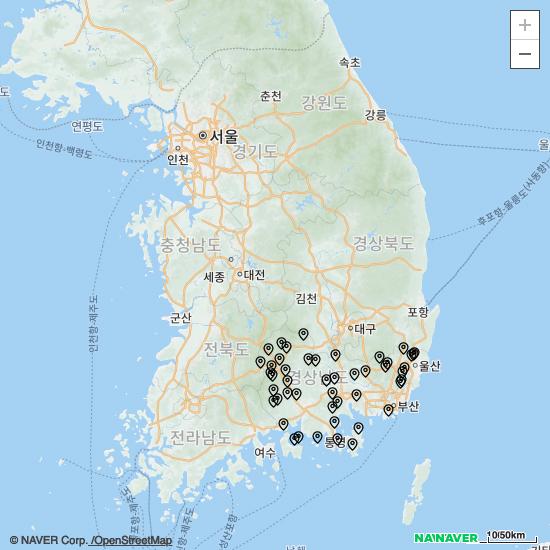 +
−
속초
춘천
강원도
강릉
도
연평도
서울
인천
경기도
인천항-백령도
울
후포항-울릉도(사동항)
충청남도
경상북도
세종
대전
김천
인천항-제주도
군산
포항
대구
전북도
경상남도
울산
부산
전라남도
여수
통영
© NAVER Corp. /OpenStreetMap
NAVER
10/50km